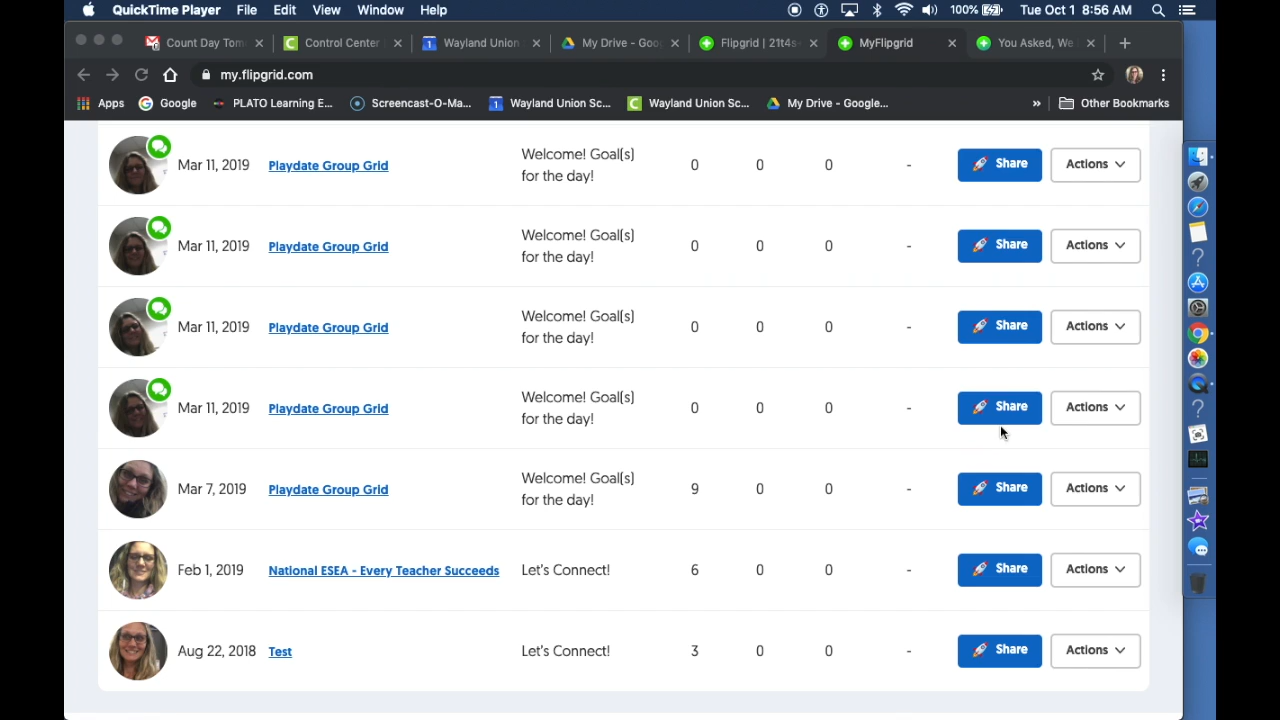 QuickTime Player File Edit View Window Help 100% Tue Oct 1 8:56 AM
Count Day Tom Control Center Wayland Union My Drive - Goo Flipgrid | 21t4s MyFlipgrid You Asked, We
my.flipgrid.com
Apps Google PLATO Learning E... Screencast-O-Ma... Wayland Union Sc... Wayland Union Sc... My Drive - Google... » Other Bookmarks
Mar 11, 2019 Playdate Group Grid Welcome! Goal(s) 0 0 0 - Share Actions
for the day!
Mar 11, 2019 Playdate Group Grid Welcome! Goal(s) 0 0 0 - Share Actions
for the day!
Mar 11, 2019 Playdate Group Grid Welcome! Goal(s) 0 0 0 - Share Actions
for the day!
Mar 11, 2019 Playdate Group Grid Welcome! Goal(s) 0 0 0 - Share Actions
for the day!
Mar 7, 2019 Playdate Group Grid Welcome! Goal(s) 9 0 0 - Share Actions
for the day!
Feb 1, 2019 National ESEA - Every Teacher Succeeds Let's Connect! 6 0 0 - Share Actions
Aug 22, 2018 Test Let's Connect! 3 0 0 - Share Actions